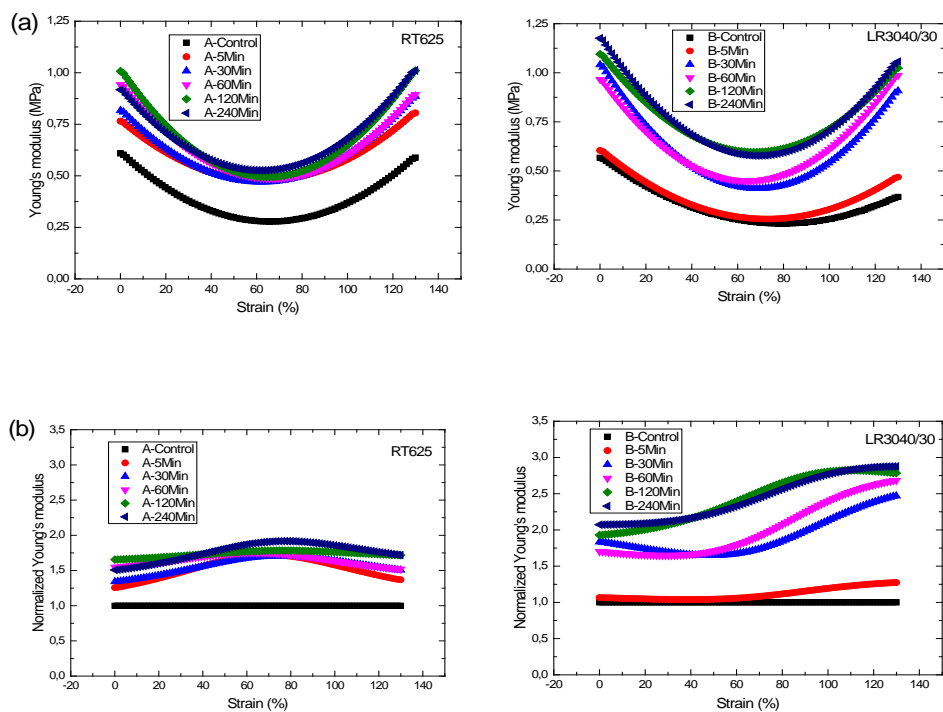 (a)
1,25
1,00
0,75
0,50
0,25
0,00
Young's modulus (MPa)
A-Control
A-5Min
A-30Min
A-60Min
A-120Min
A-240Min
RT625
-20 0 20 40 60 80 100 120 140
Strain (%)
1,25
1,00
0,75
0,50
0,25
0,00
Young's modulus (MPa)
B-Control
B-5Min
B-30Min
B-60Min
B-120Min
B-240Min
LR3040/30
-20 0 20 40 60 80 100 120 140
Strain (%)
(b)
3,5
3,0
2,5
2,0
1,5
1,0
0,5
0,0
Normalized Young's modulus
A-Control
A-5Min
A-30Min
A-60Min
A-120Min
A-240Min
RT625
-20 0 20 40 60 80 100 120 140
Strain (%)
3,5
3,0
2,5
2,0
1,5
1,0
0,5
0,0
Normalized Young's modulus
B-Control
B-5Min
B-30Min
B-60Min
B-120Min
B-240Min
LR3040/30
-20 0 20 40 60 80 100 120 140
Strain (%)